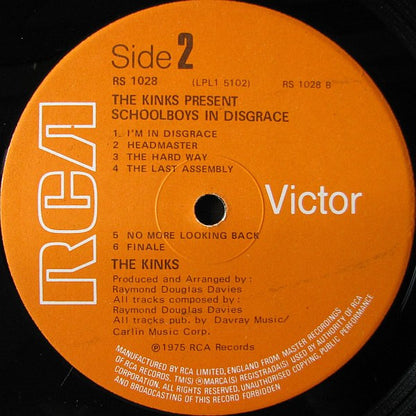 Side 2
RS 1028 (LPL1 5102) RS 1028 B
THE KINKS PRESENT
SCHOOLBOYS IN DISGRACE
1. I'M IN DISGRACE
2 HEADMASTER
3 THE HARD WAY
4 THE LAST ASSEMBLY
RCA
Victor
5 NO MORE LOOKING BACK
6 FINALE
THE KINKS
Produced and Arranged by:
Raymond Douglas Davies
All tracks composed by:
Raymond Douglas Davies
All tracks pub. by Davray Music/
Carlin Music Corp.
℗1975 RCA Records
MANUFACTURED BY RCA LIMITED, ENGLAND FROM MASTER RECORDINGS
OF RCA RECORDS. TM(S) ® MARCA(S) REGISTRADA(S) USED BY AUTHORITY OF RCA
UNAUTHORISED COPYING, PUBLIC PERFORMANCE,
AND BROADCASTING OF THIS RECORD FORBIDDEN